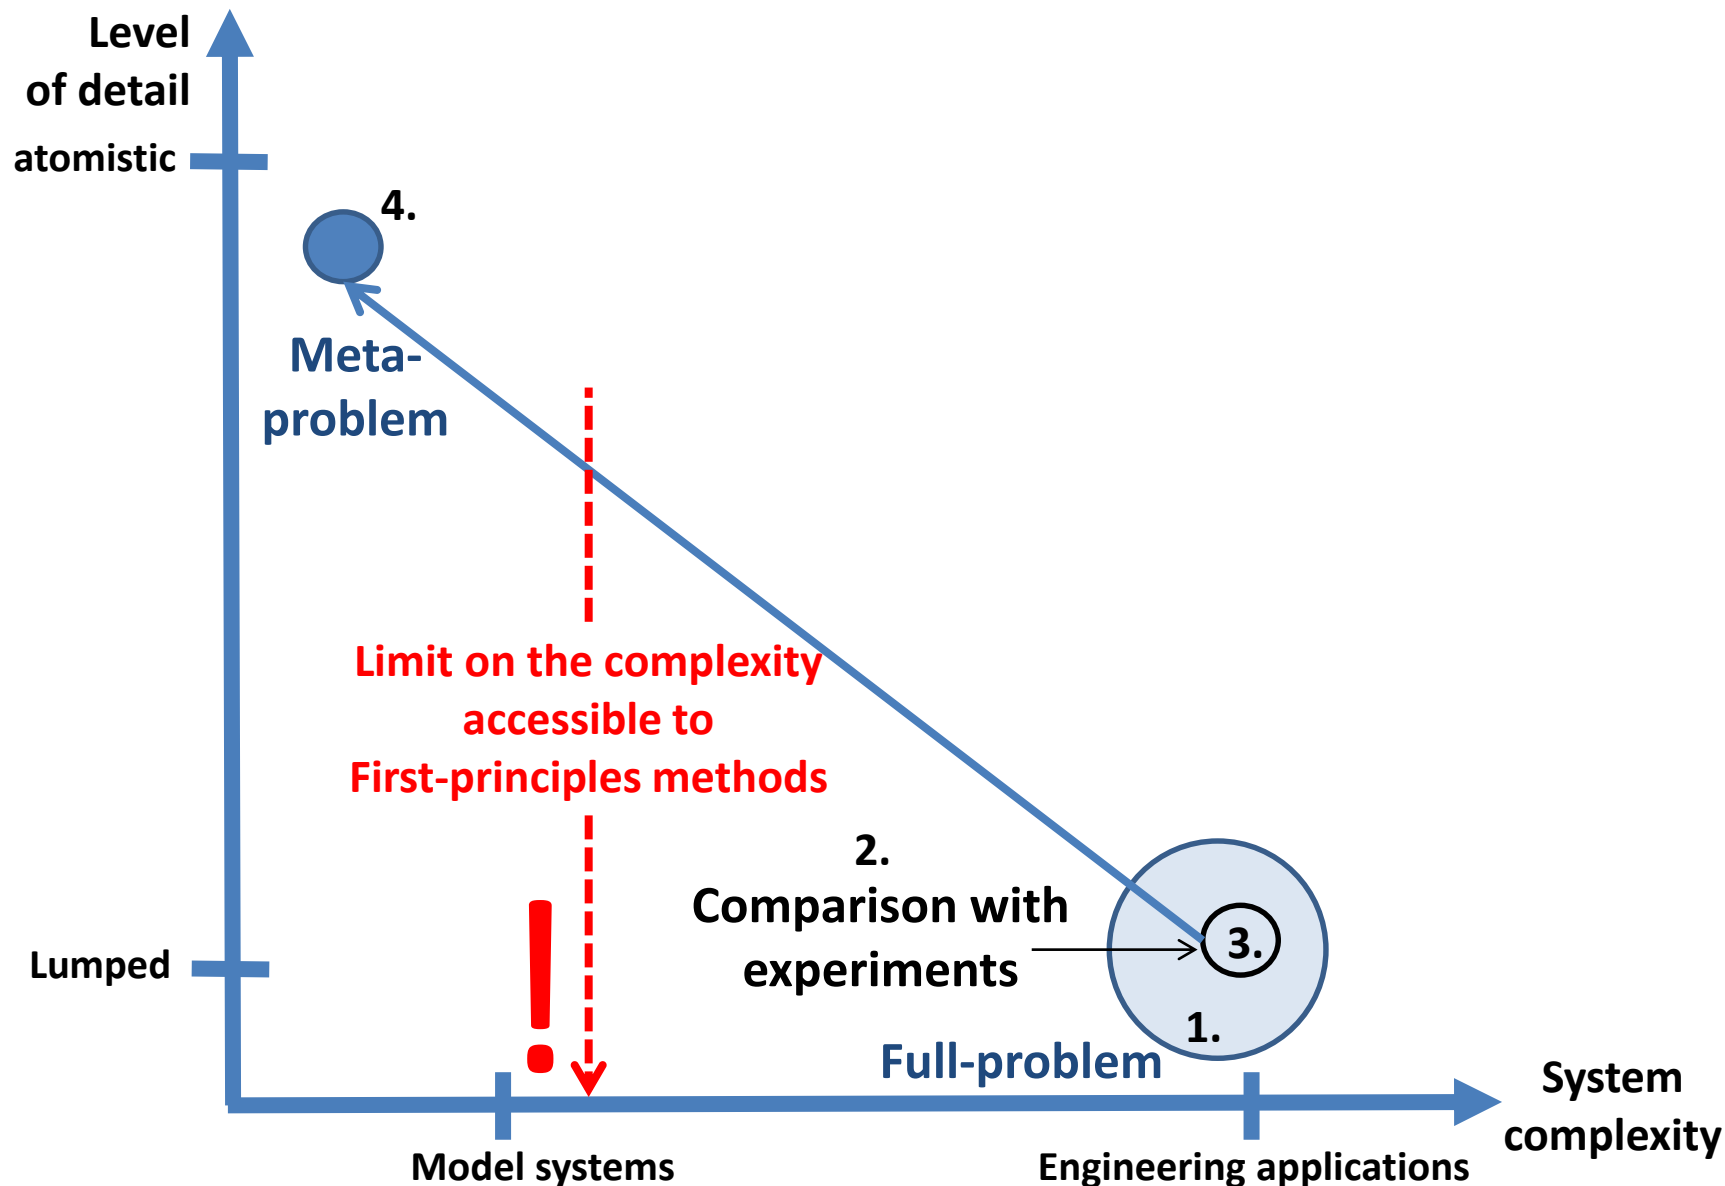 Level
of detail
atomistic
4.
Meta-
problem
Limit on the complexity
accessible to
First-principles methods
2.
Comparison with
experiments
3.
1.
Lumped
!
Full-problem
System
complexity
Model systems
Engineering applications